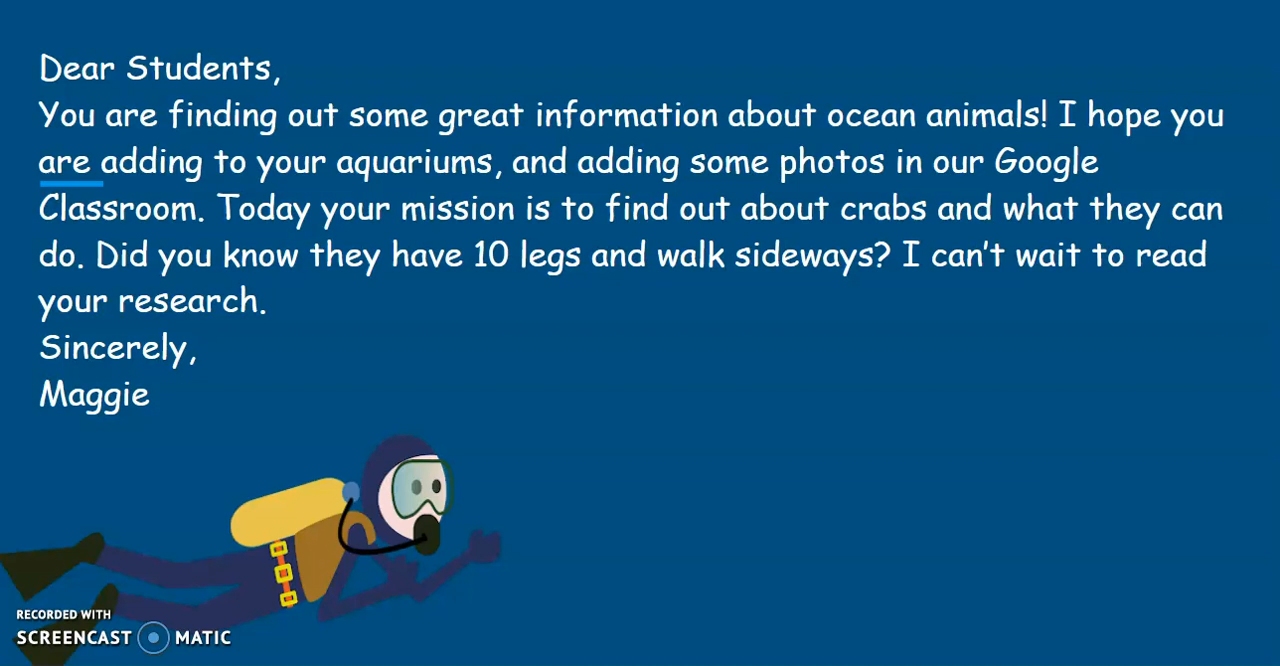 Dear Students,
You are finding out some great information about ocean animals! I hope you
are adding to your aquariums, and adding some photos in our Google
Classroom. Today your mission is to find out about crabs and what they can
do. Did you know they have 10 legs and walk sideways? I can’t wait to read
your research.
Sincerely,
Maggie
RECORDED WITH
SCREENCAST MATIC